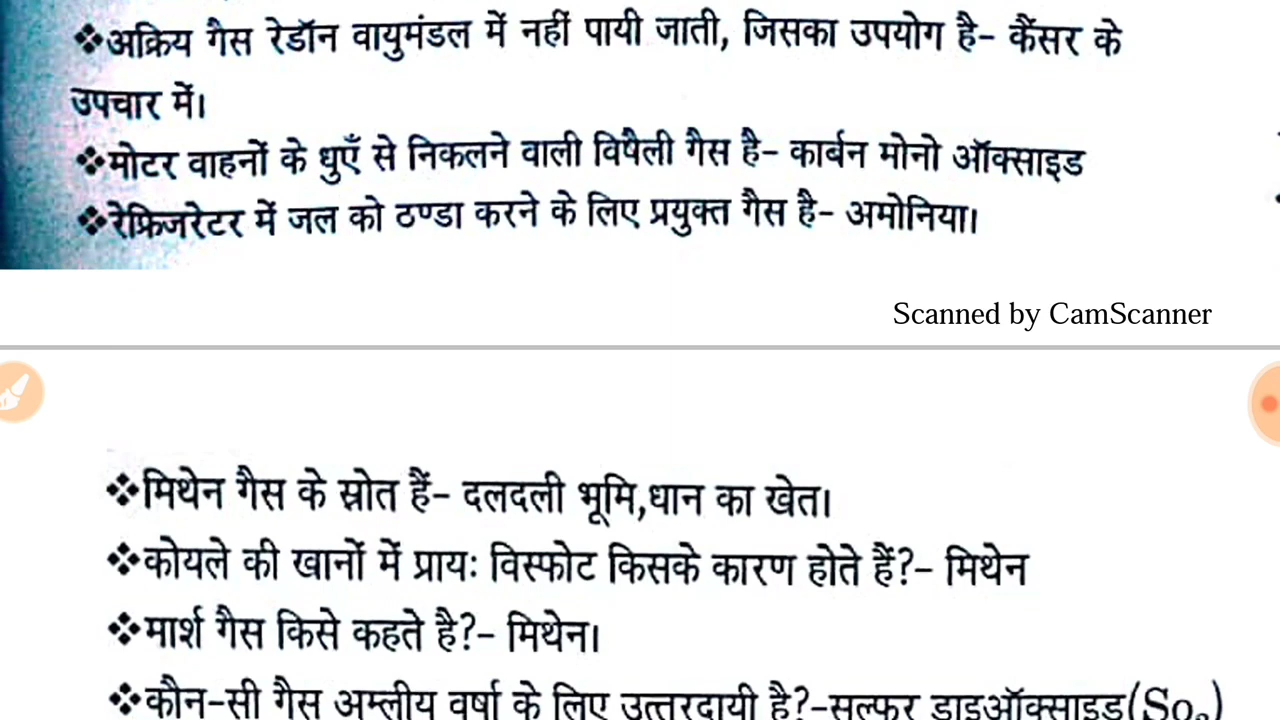 ❖अक्रिय गैस रेडॉन वायुमंडल में नहीं पायी जाती, जिसका उपयोग है- कैंसर के
उपचार में।
❖मोटर वाहनों के धुएँ से निकलने वाली विषैली गैस है- कार्बन मोनो ऑक्साइड
❖रेफ्रिजरेटर में जल को ठण्डा करने के लिए प्रयुक्त गैस है- अमोनिया।
Scanned by CamScanner
❖मिथेन गैस के स्रोत हैं- दलदली भूमि,धान का खेत।
❖कोयले की खानों में प्रायः विस्फोट किसके कारण होते हैं?- मिथेन
❖मार्श गैस किसे कहते है?- मिथेन।
❖कौन-सी गैस अम्लीय वर्षा के लिए उत्तरदायी है?-सल्फर डाइऑक्साइड(So₂)